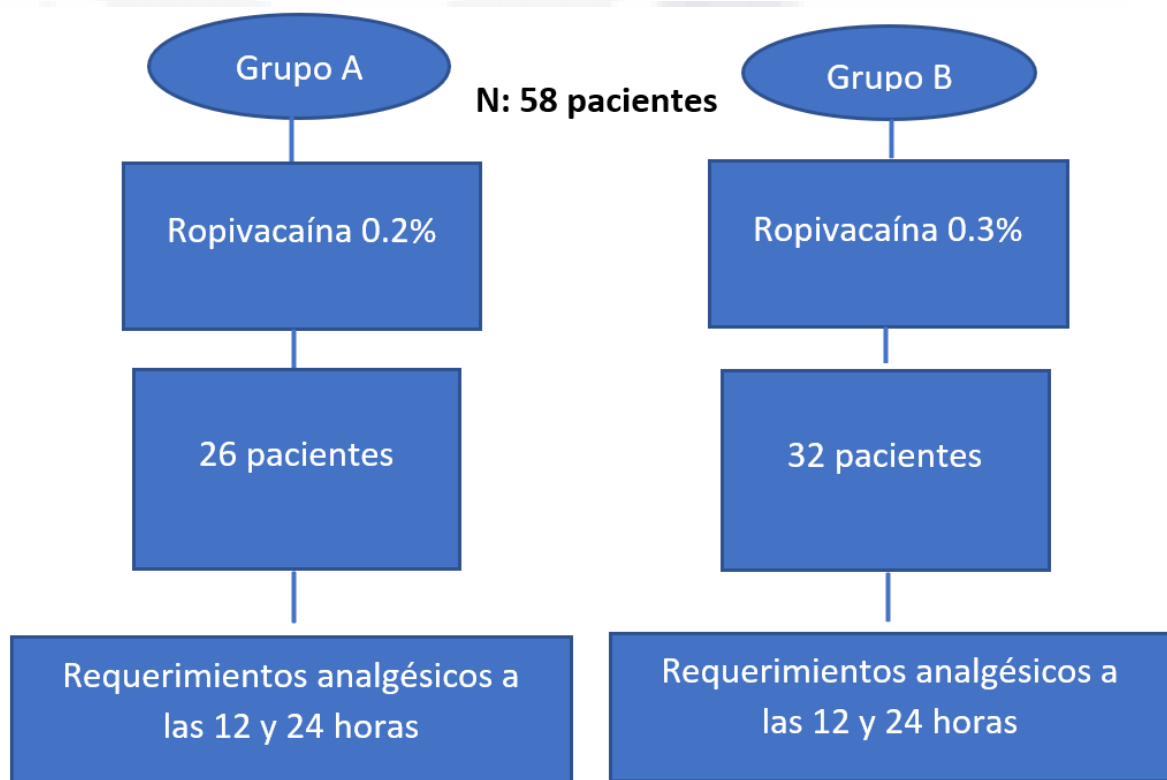 Grupo A
N: 58 pacientes
Grupo B
Ropivacaína 0.2%
Ropivacaína 0.3%
26 pacientes
32 pacientes
Requerimientos analgésicos a
las 12 y 24 horas
Requerimientos analgésicos a
las 12 y 24 horas